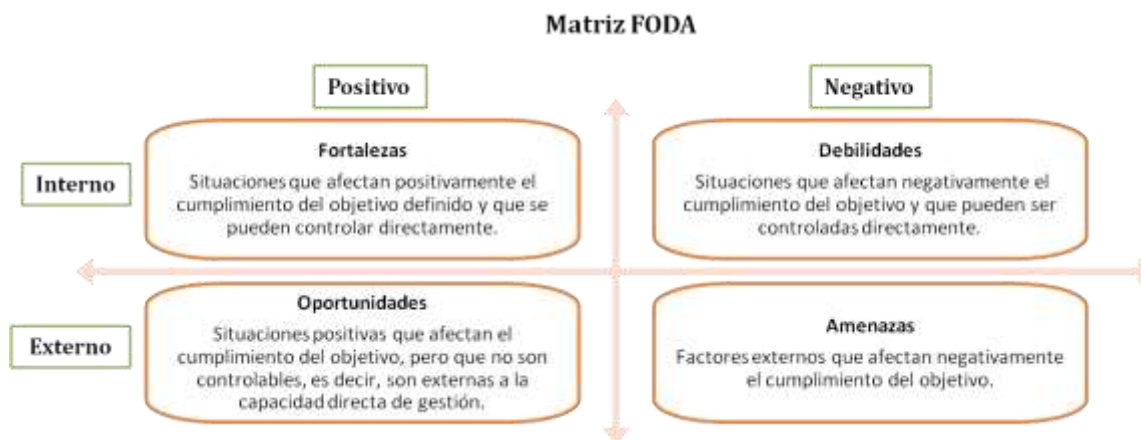 Matriz FODA
Positivo
Negativo
Interno
Fortalezas
Situaciones que afectan positivamente el
cumplimiento del objetivo definido y que se
pueden controlar directamente.
Debilidades
Situaciones que afectan negativamente el
cumplimiento del objetivo y que pueden ser
controladas directamente.
Externo
Oportunidades
Situaciones positivas que afectan el
cumplimiento del objetivo, pero que no son
controlables, es decir, son externas a la
capacidad directa de gestión.
Amenazas
Factores externos que afectan negativamente
el cumplimiento del objetivo.